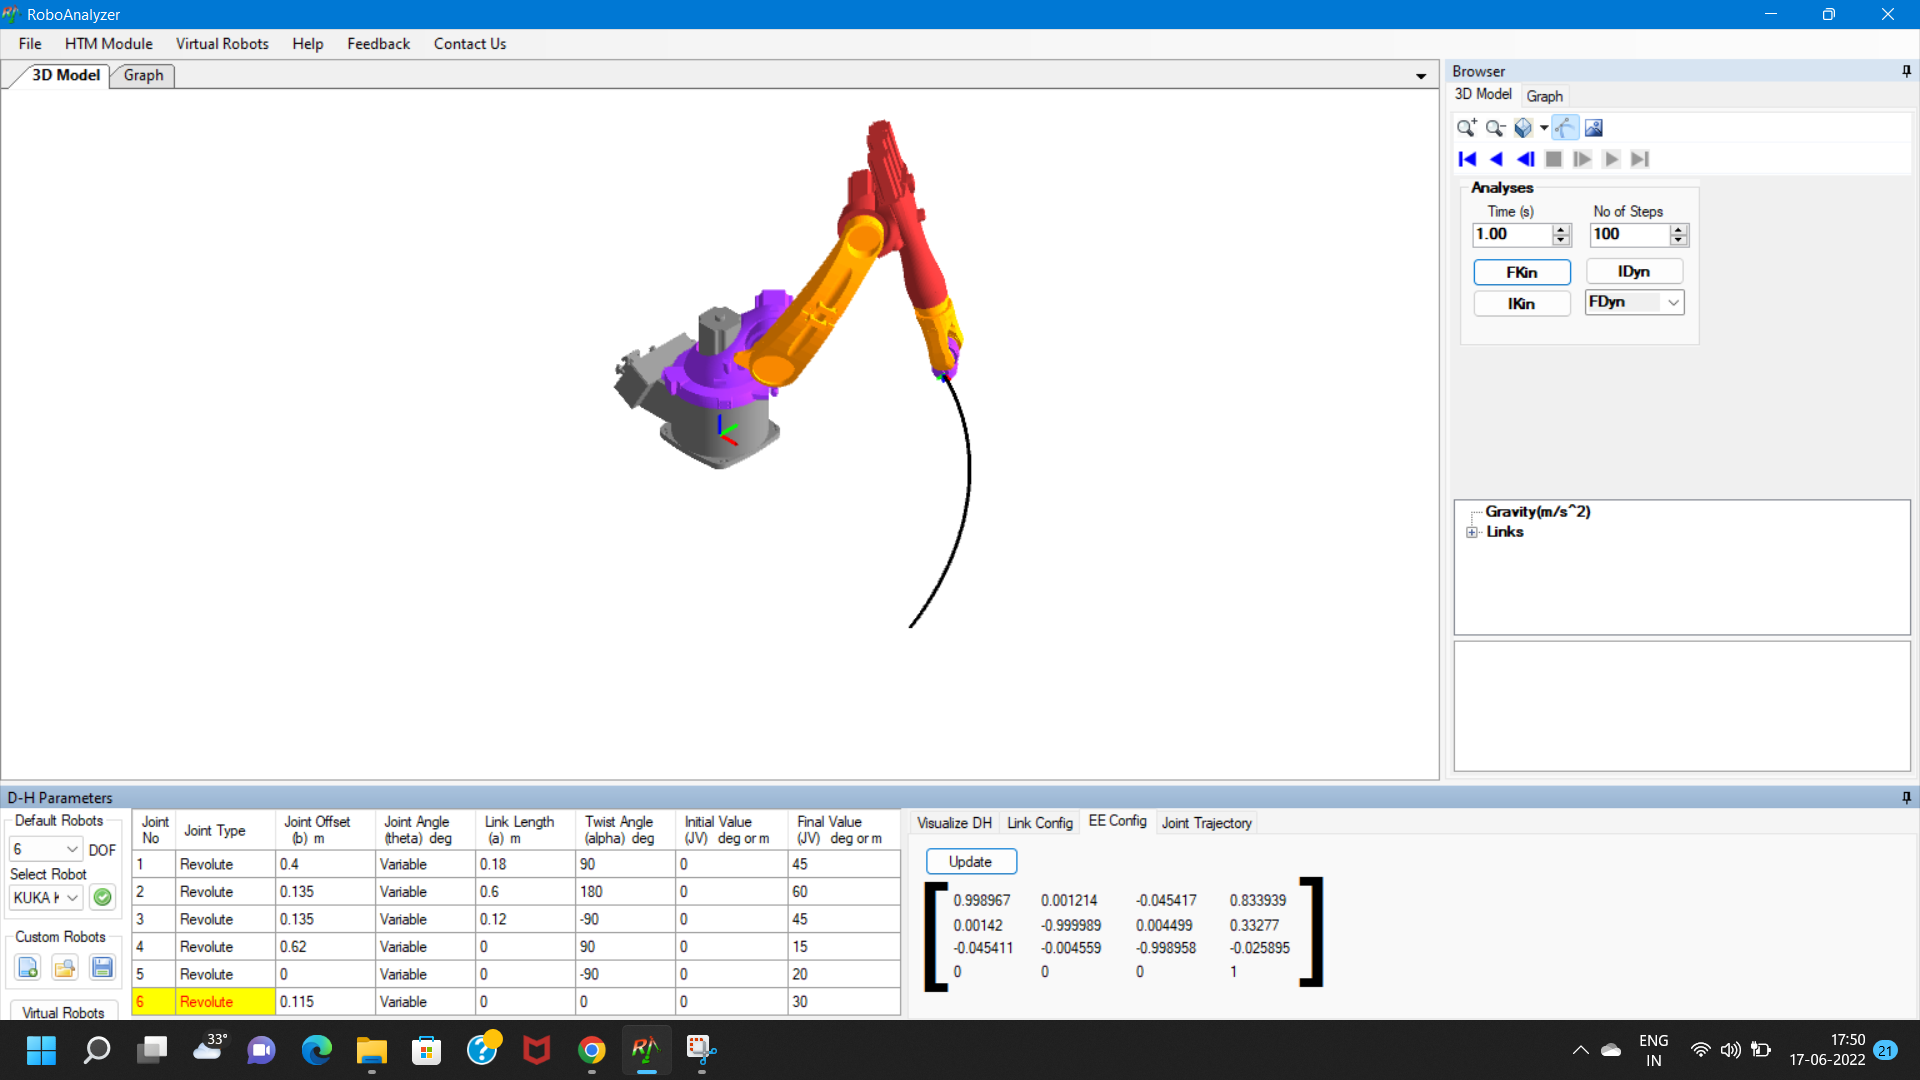 RoboAnalyzer
File HTM Module Virtual Robots Help Feedback Contact Us
3D Model Graph
Browser
3D Model Graph
Analyses
Time (s) No of Steps
1.00 100
FKin IDyn
IKin FDyn
Gravity(m/s^2)
Links
D-H Parameters
Default Robots
6 DOF
Select Robot
KUKA
Custom Robots
Virtual Robots
Joint No Joint Type Joint Offset (b) m Joint Angle (theta) deg Link Length (a) m Twist Angle (alpha) deg Initial Value (JV) deg or m Final Value (JV) deg or m
1 Revolute 0.4 Variable 0.18 90 0 45
2 Revolute 0.135 Variable 0.6 180 0 60
3 Revolute 0.135 Variable 0.12 -90 0 45
4 Revolute 0.62 Variable 0 90 0 15
5 Revolute 0 Variable 0 -90 0 20
6 Revolute 0.115 Variable 0 0 0 30
Visualize DH Link Config EE Config Joint Trajectory
Update
0.998967 0.001214 -0.045417 0.833939
0.00142 -0.999989 0.004499 0.33277
-0.045411 -0.004559 -0.998958 -0.025895
0 0 0 1
33°
ENG
IN
17:50
17-06-2022
21